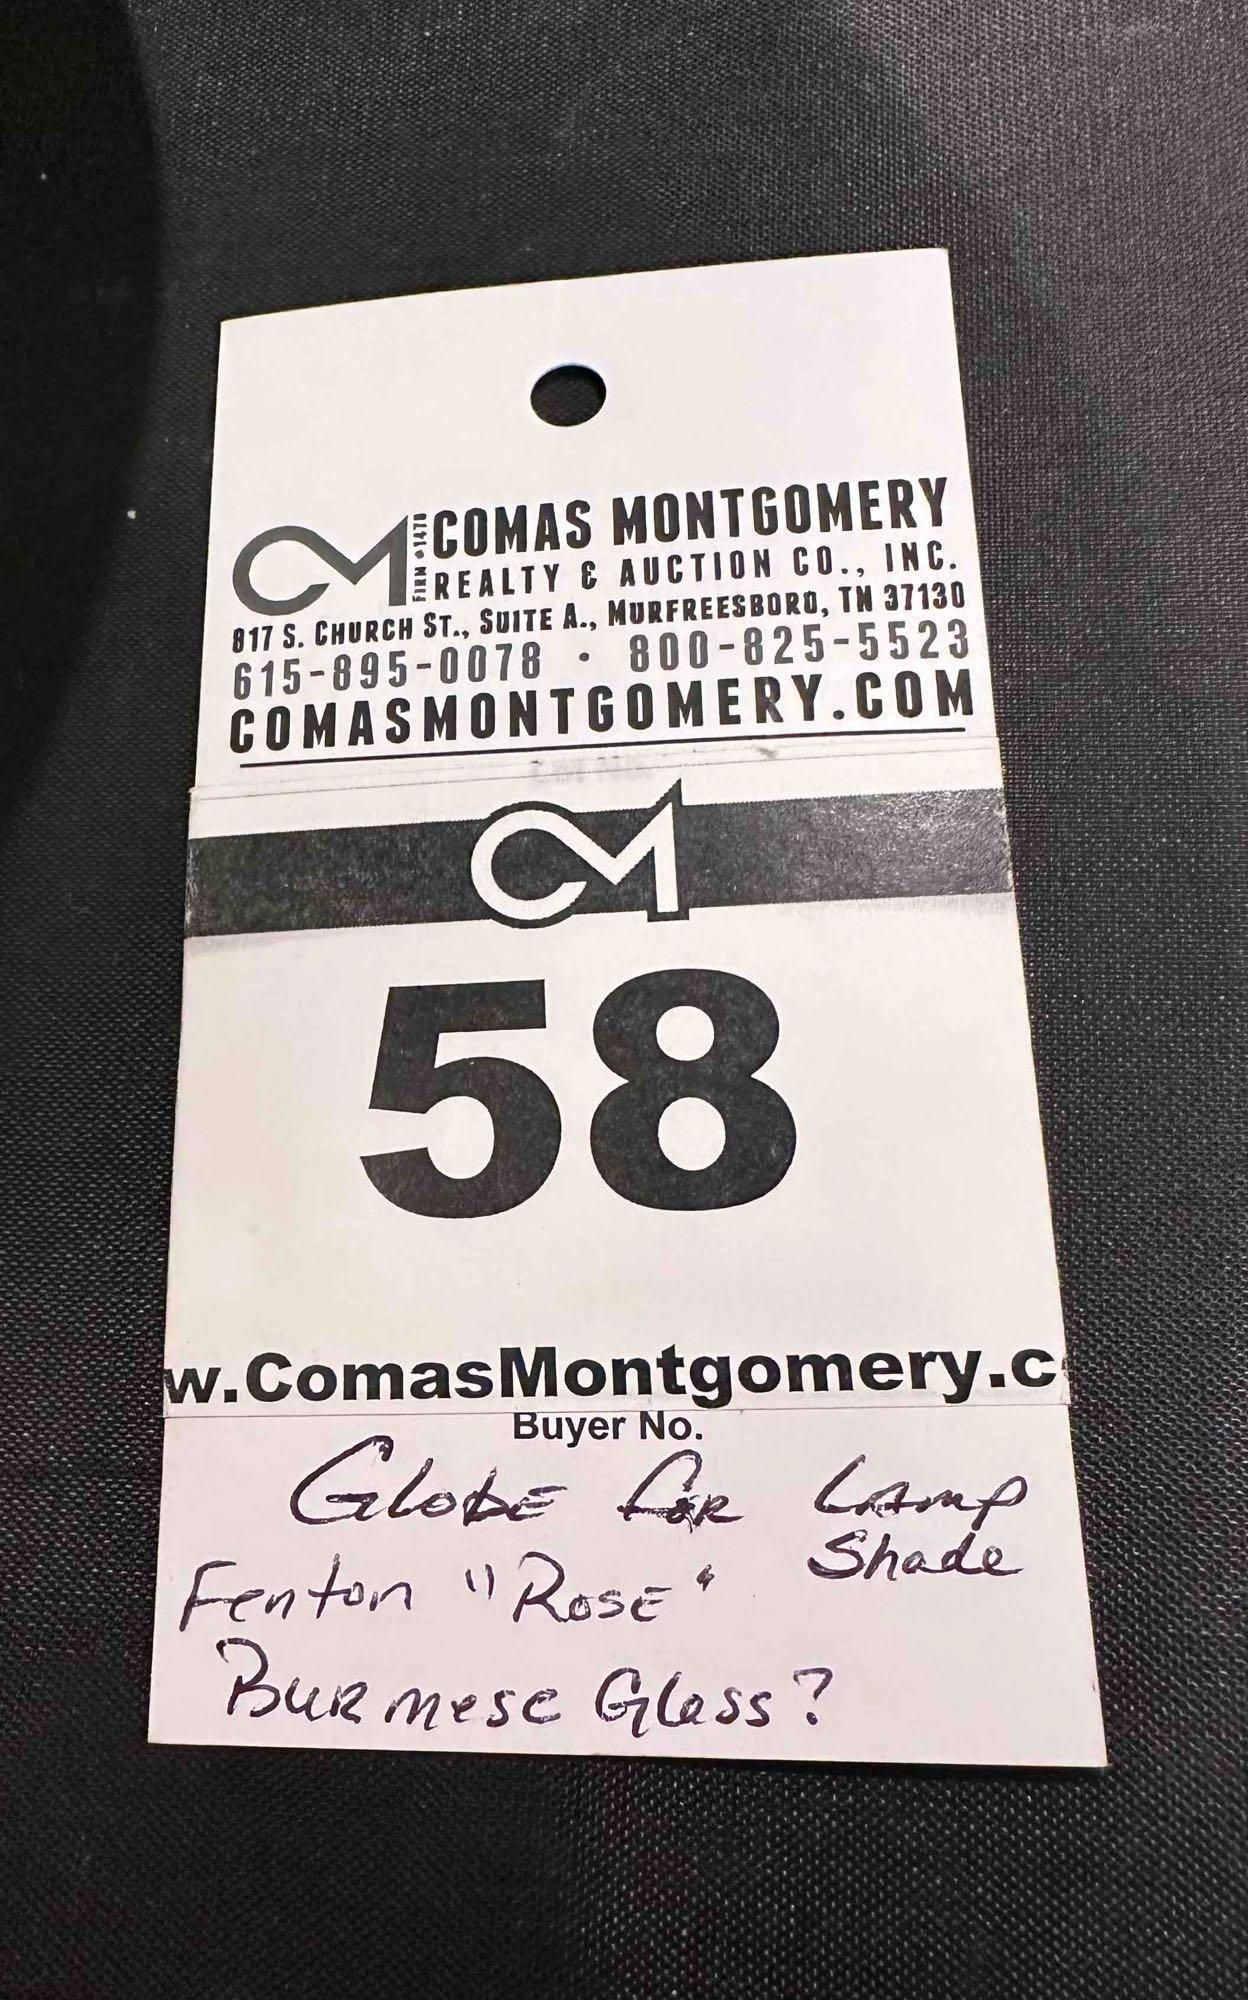 CM FIRM #1478 COMAS MONTGOMERY
REALTY & AUCTION CO., INC.
817 S. CHURCH ST., SUITE A., MURFREESBORO, TN 37130
615-895-0078 · 800-825-5523
COMASMONTGOMERY.COM
CM
58
w.ComasMontgomery.c
Buyer No.
GLOBE for LAMP
Shade
Fenton "ROSE"
Burmese Glass?